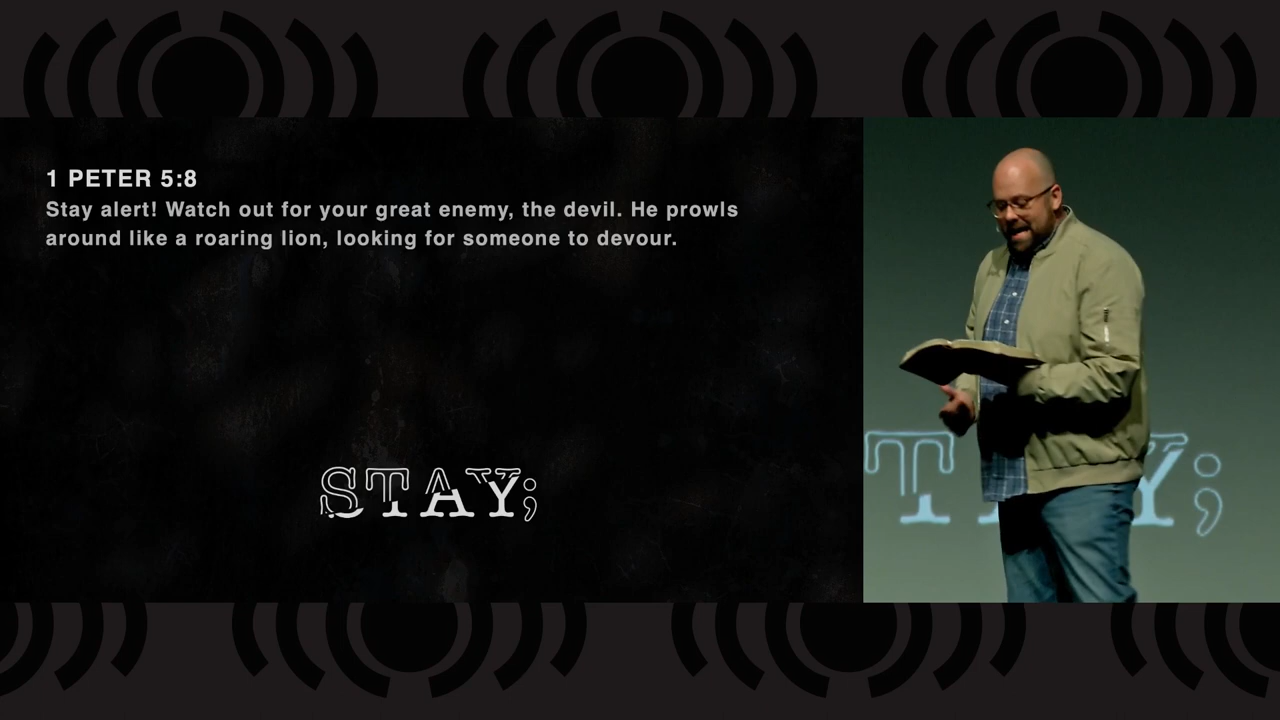 1 PETER 5:8
Stay alert! Watch out for your great enemy, the devil. He prowls
around like a roaring lion, looking for someone to devour.
STAY;
TAY;